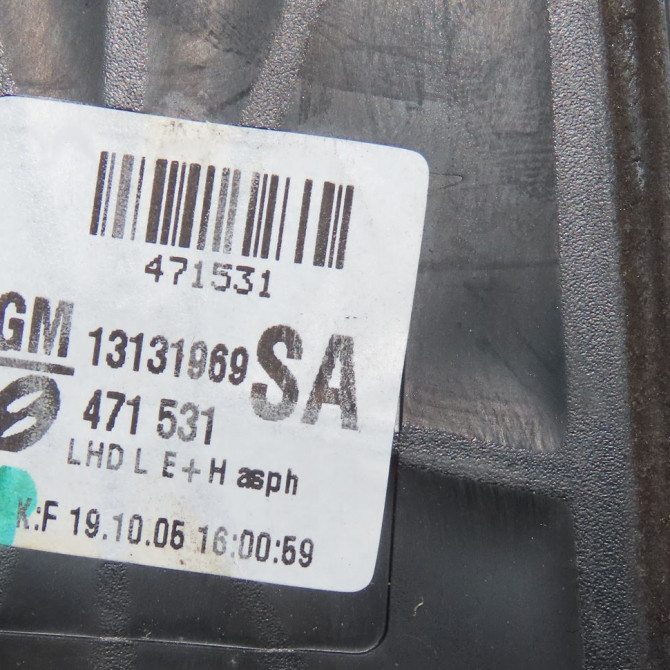 471531
GM 13131969 SA
471 531
LHD L E+H asph
K:F 19.10.05 16:00:59